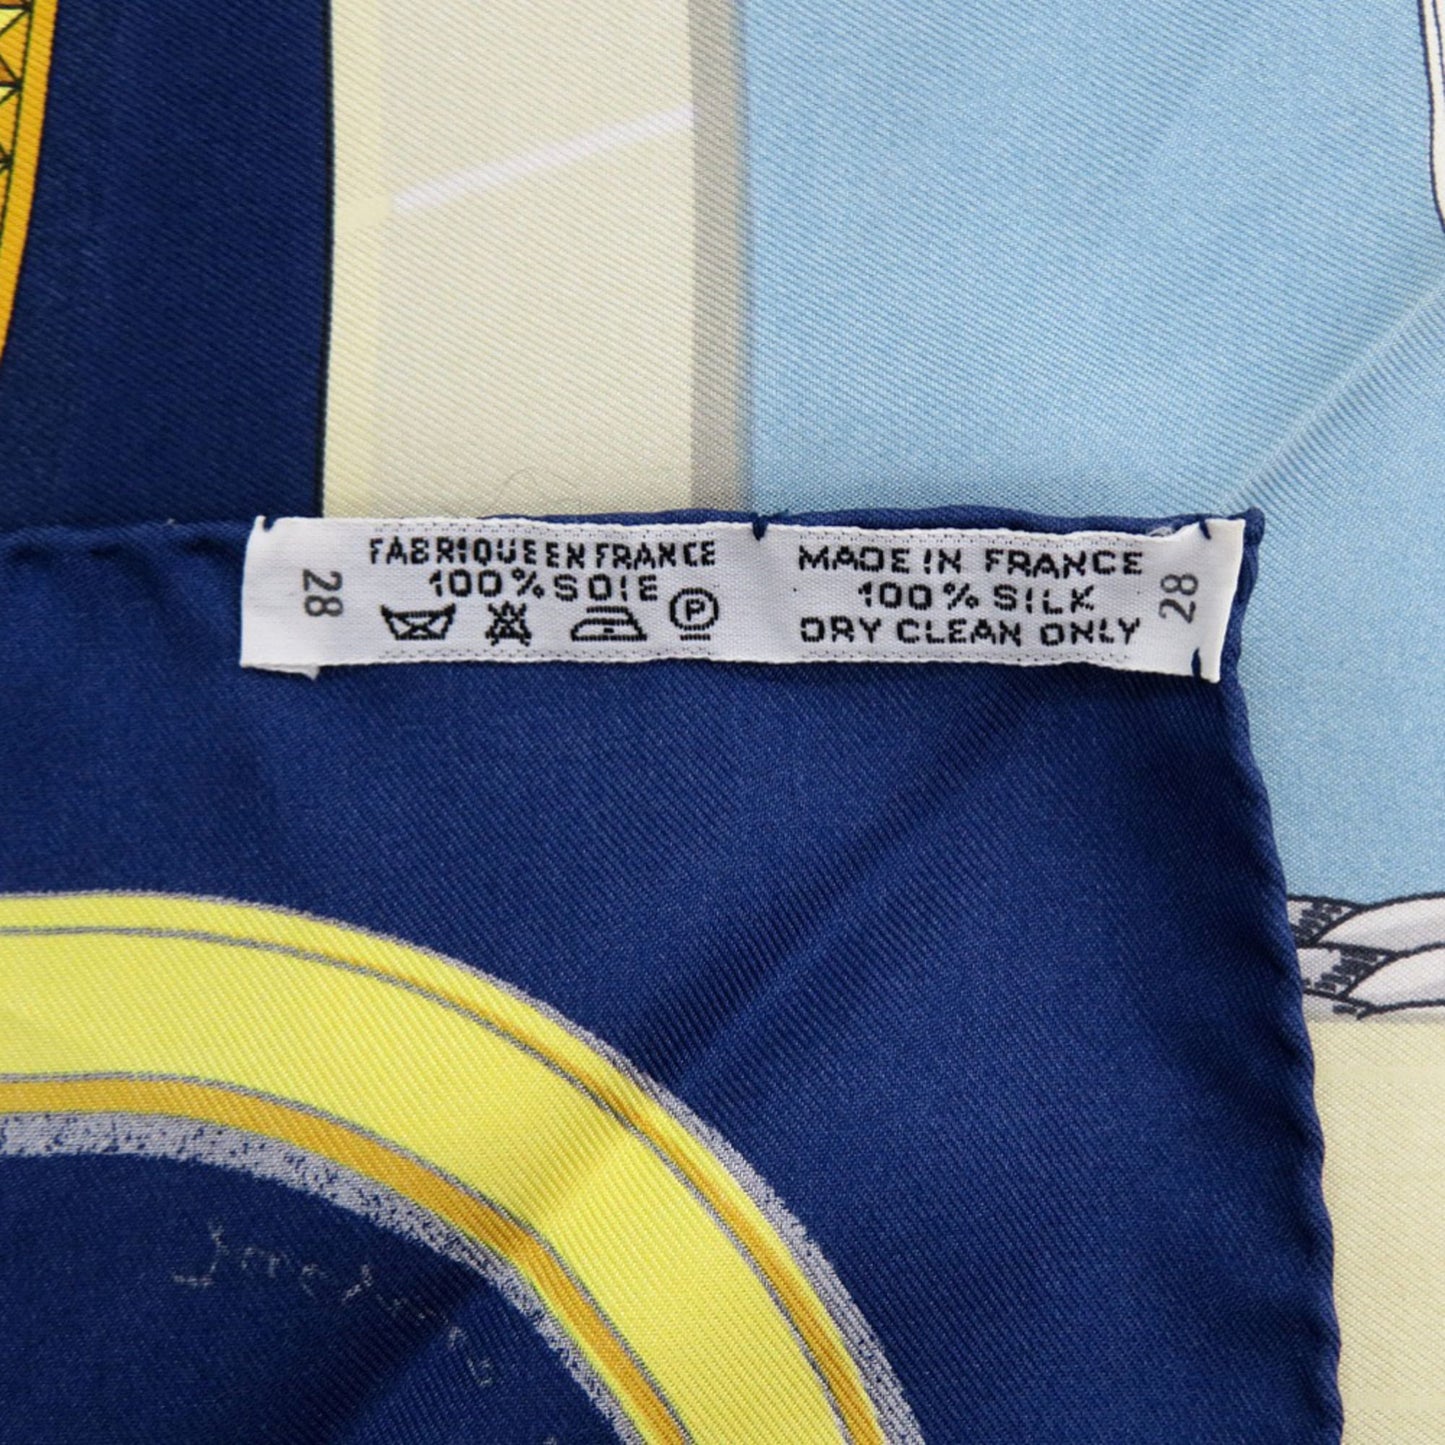 28
FABRIQUE EN FRANCE
100% SOIE
P
MADE IN FRANCE
100% SILK
DRY CLEAN ONLY
28